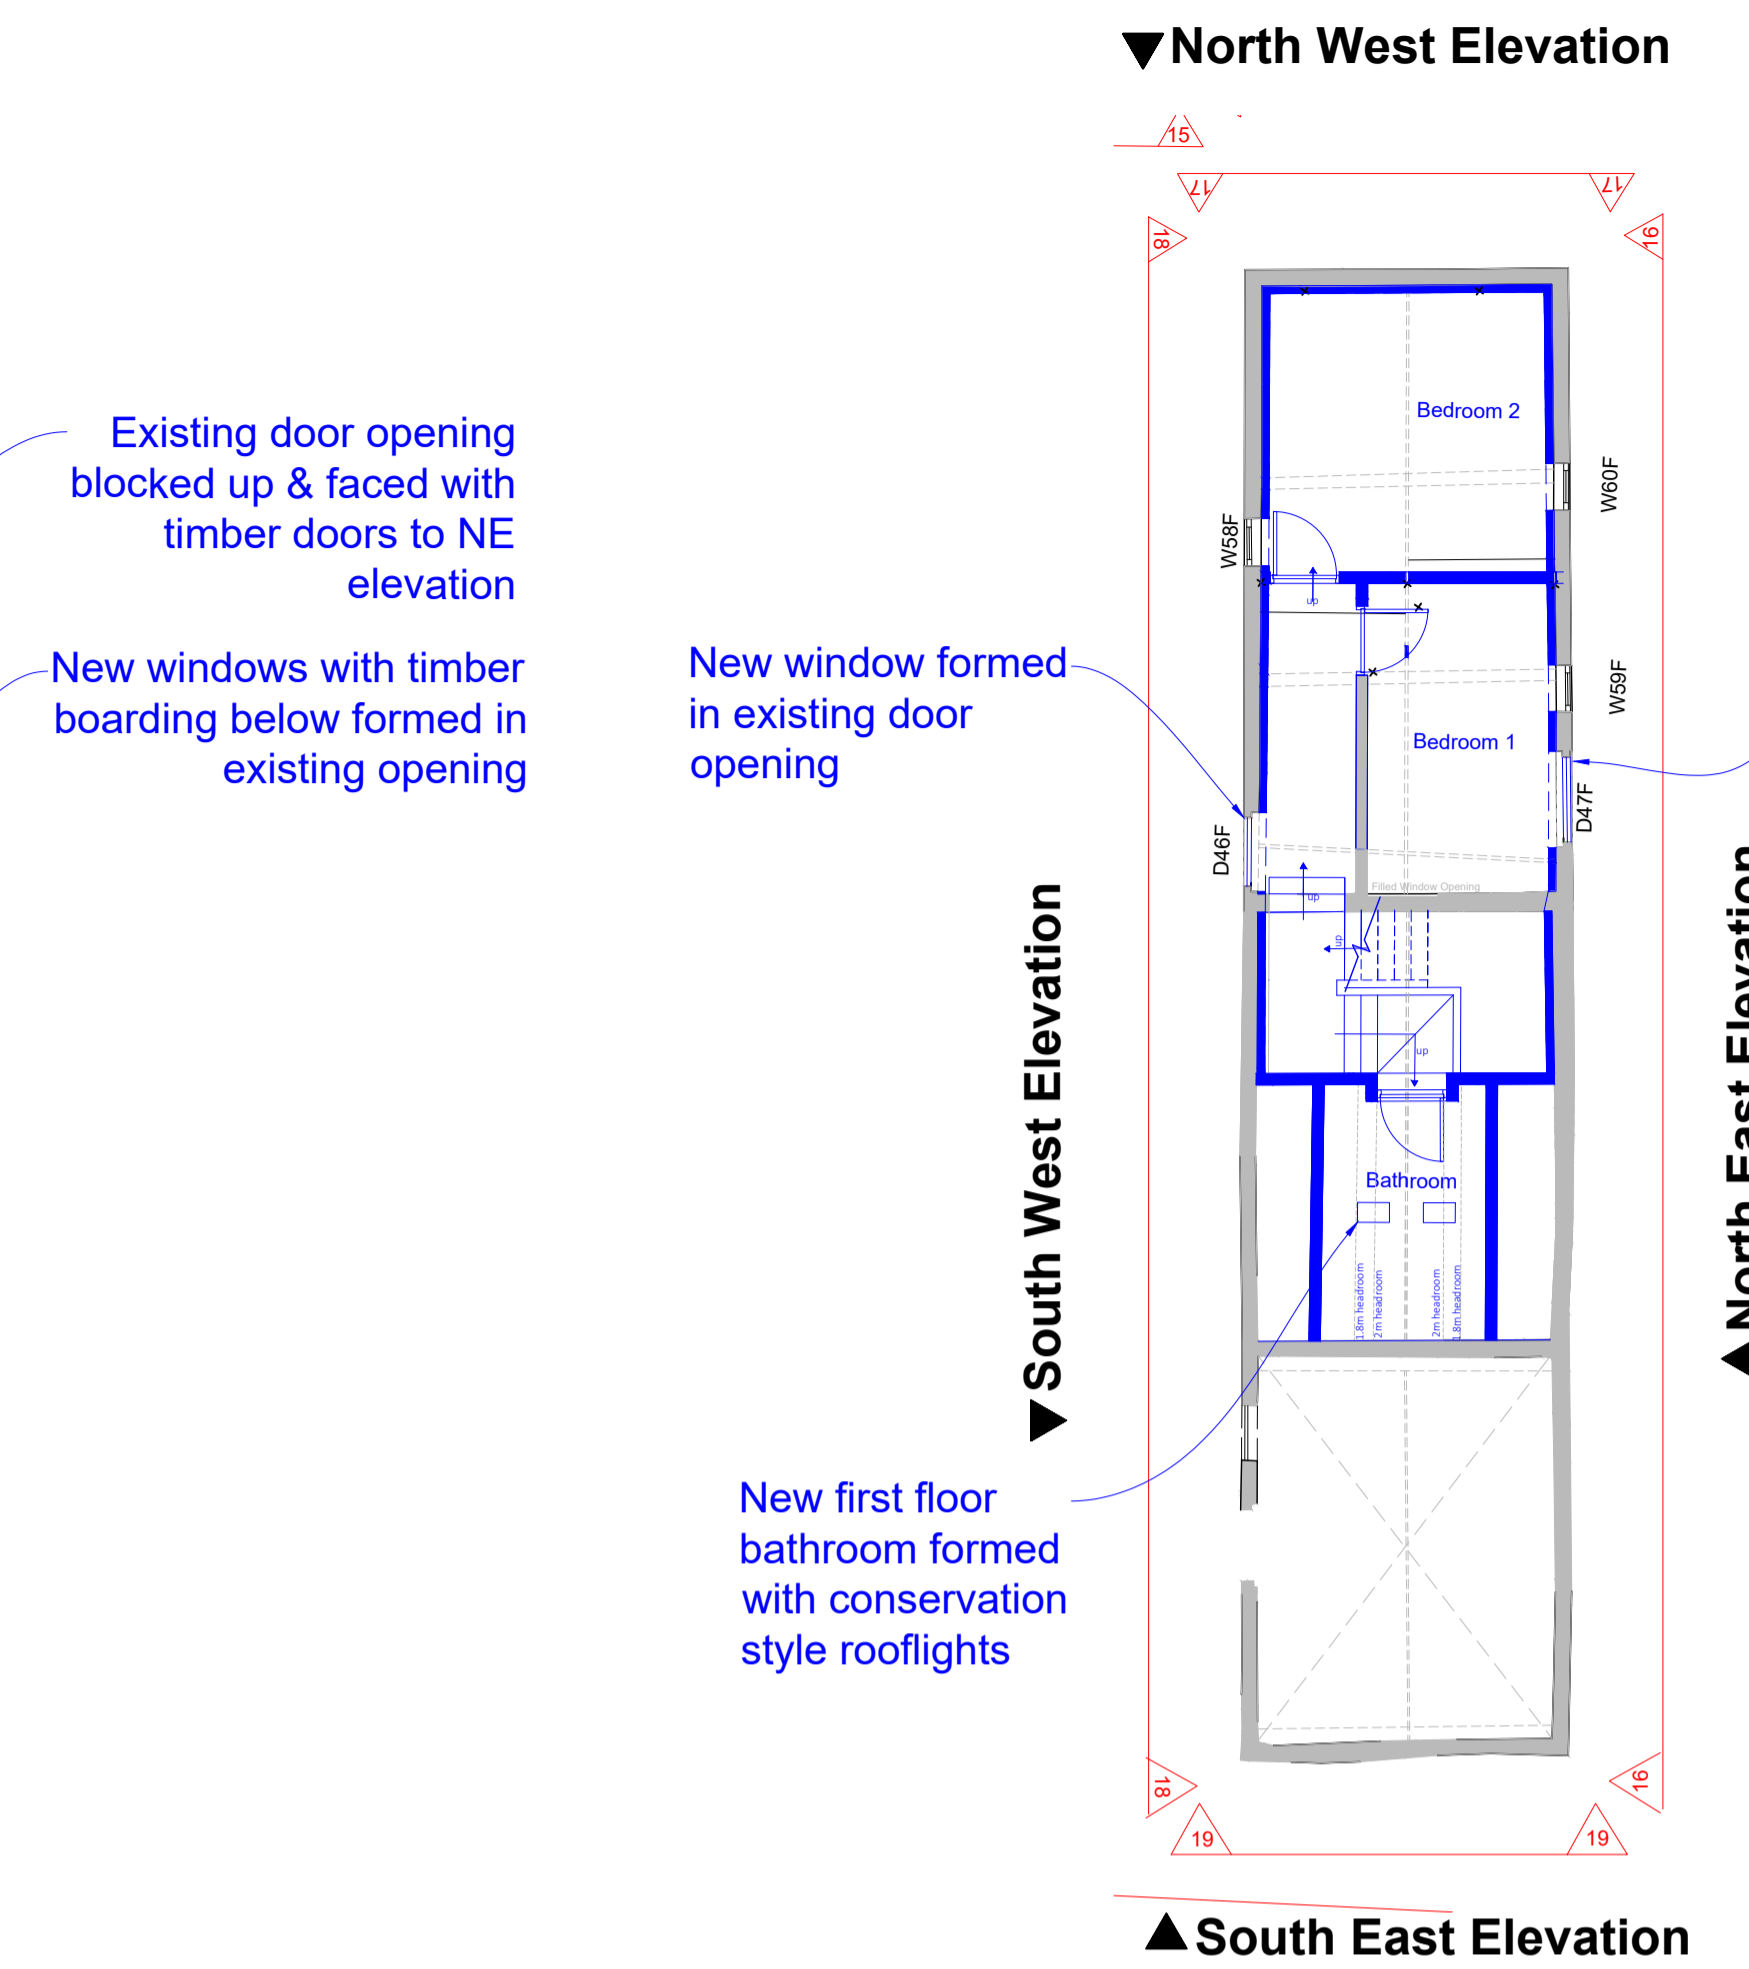 North West Elevation
15
17
17
18
16
Existing door opening
blocked up & faced with
timber doors to NE
elevation
New windows with timber
boarding below formed in
existing opening
New window formed
in existing door
opening
Bedroom 2
W60F
W58F
up
W59F
Bedroom 1
D47F
D46F
Filled Window Opening
up
up
up
South West Elevation
North East Elevation
Bathroom
1.8m headroom
2m headroom
2m headroom
1.8m headroom
New first floor
bathroom formed
with conservation
style rooflights
18
16
19
19
South East Elevation